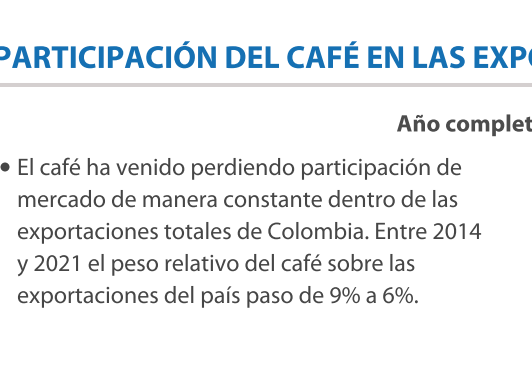 PARTICIPACIÓN DEL CAFÉ EN LAS EXPO
Año complet
• El café ha venido perdiendo participación de
mercado de manera constante dentro de las
exportaciones totales de Colombia. Entre 2014
y 2021 el peso relativo del café sobre las
exportaciones del país paso de 9% a 6%.